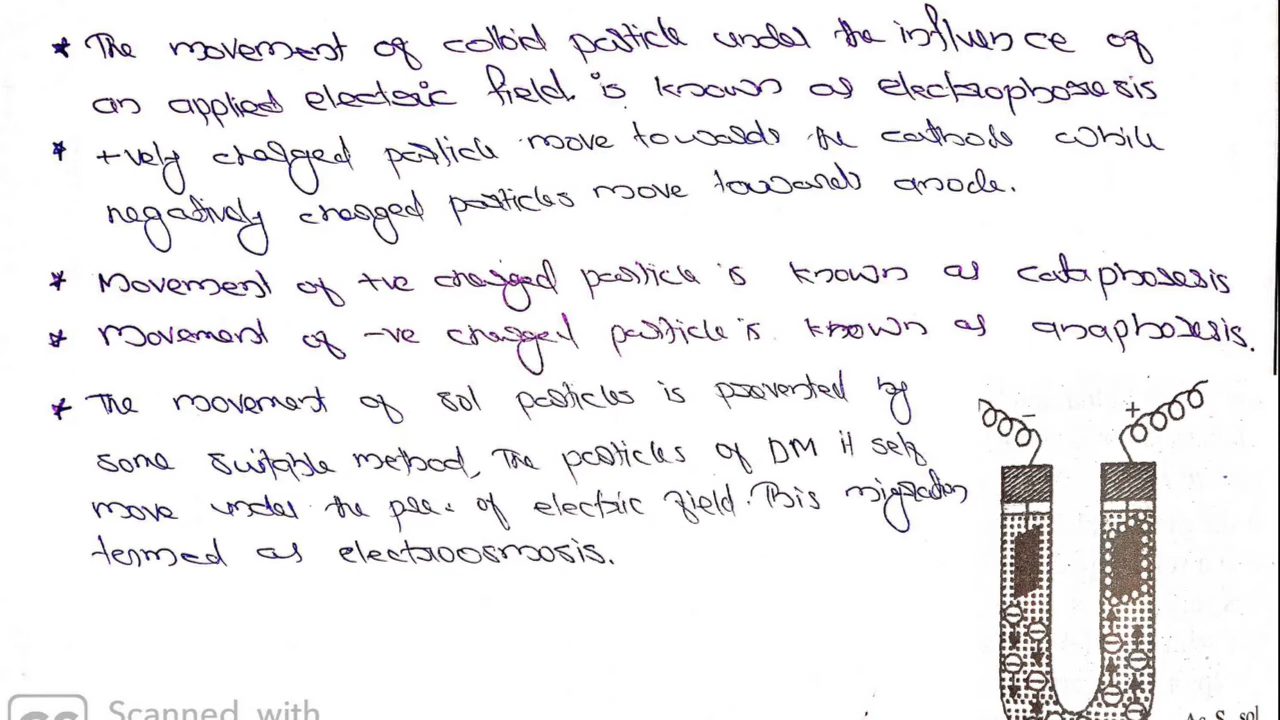 * The movement of colloid particle under the influence of
an applied electric field. is known as electrophoresis
* +vely charged particle move towards the cathode while
negatively charged particles move towards anode.
* Movement of +ve charged particle is known as cataphoresis
* Movement of -ve charged particle is known as anaphoresis.
* The movement of sol particles is prevented by
some suitable method, The particles of DM it self
move under the pre. of electric field. This migration
termed as electroosmosis.
− +
As S sol
Scanned with